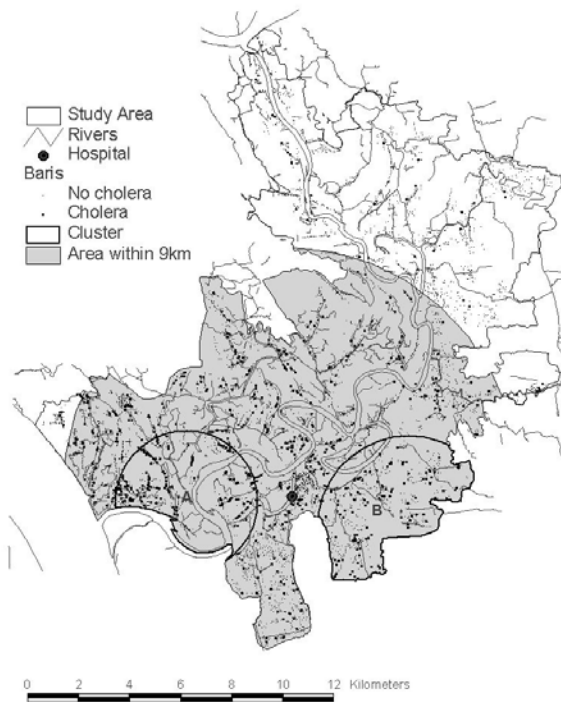 Study Area
Rivers
Hospital
Baris
No cholera
Cholera
Cluster
Area within 9km
A
B
0 2 4 6 8 10 12 Kilometers